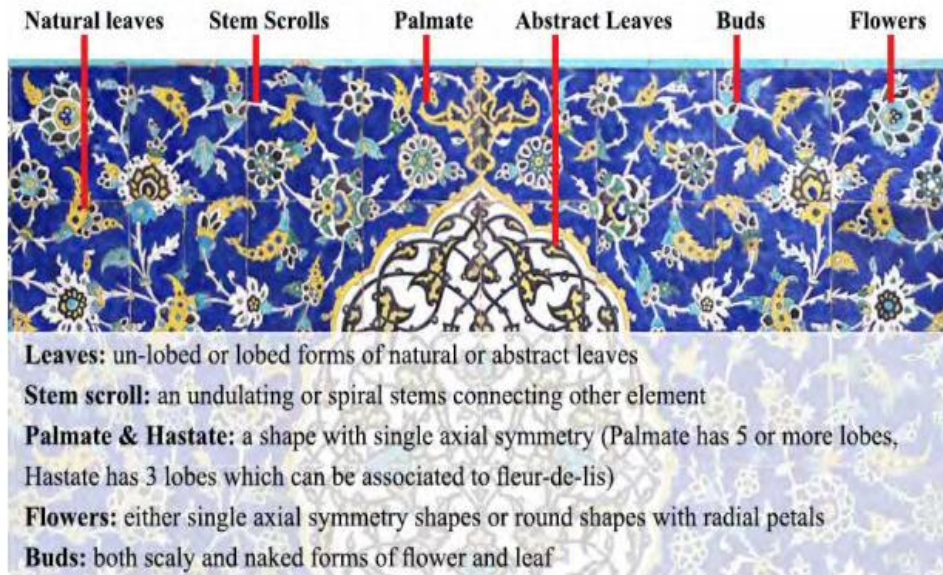 Natural leaves Stem Scrolls Palmate Abstract Leaves Buds Flowers
Leaves: un-lobed or lobed forms of natural or abstract leaves
Stem scroll: an undulating or spiral stems connecting other element
Palmate & Hastate: a shape with single axial symmetry (Palmate has 5 or more lobes,
Hastate has 3 lobes which can be associated to fleur-de-lis)
Flowers: either single axial symmetry shapes or round shapes with radial petals
Buds: both scaly and naked forms of flower and leaf